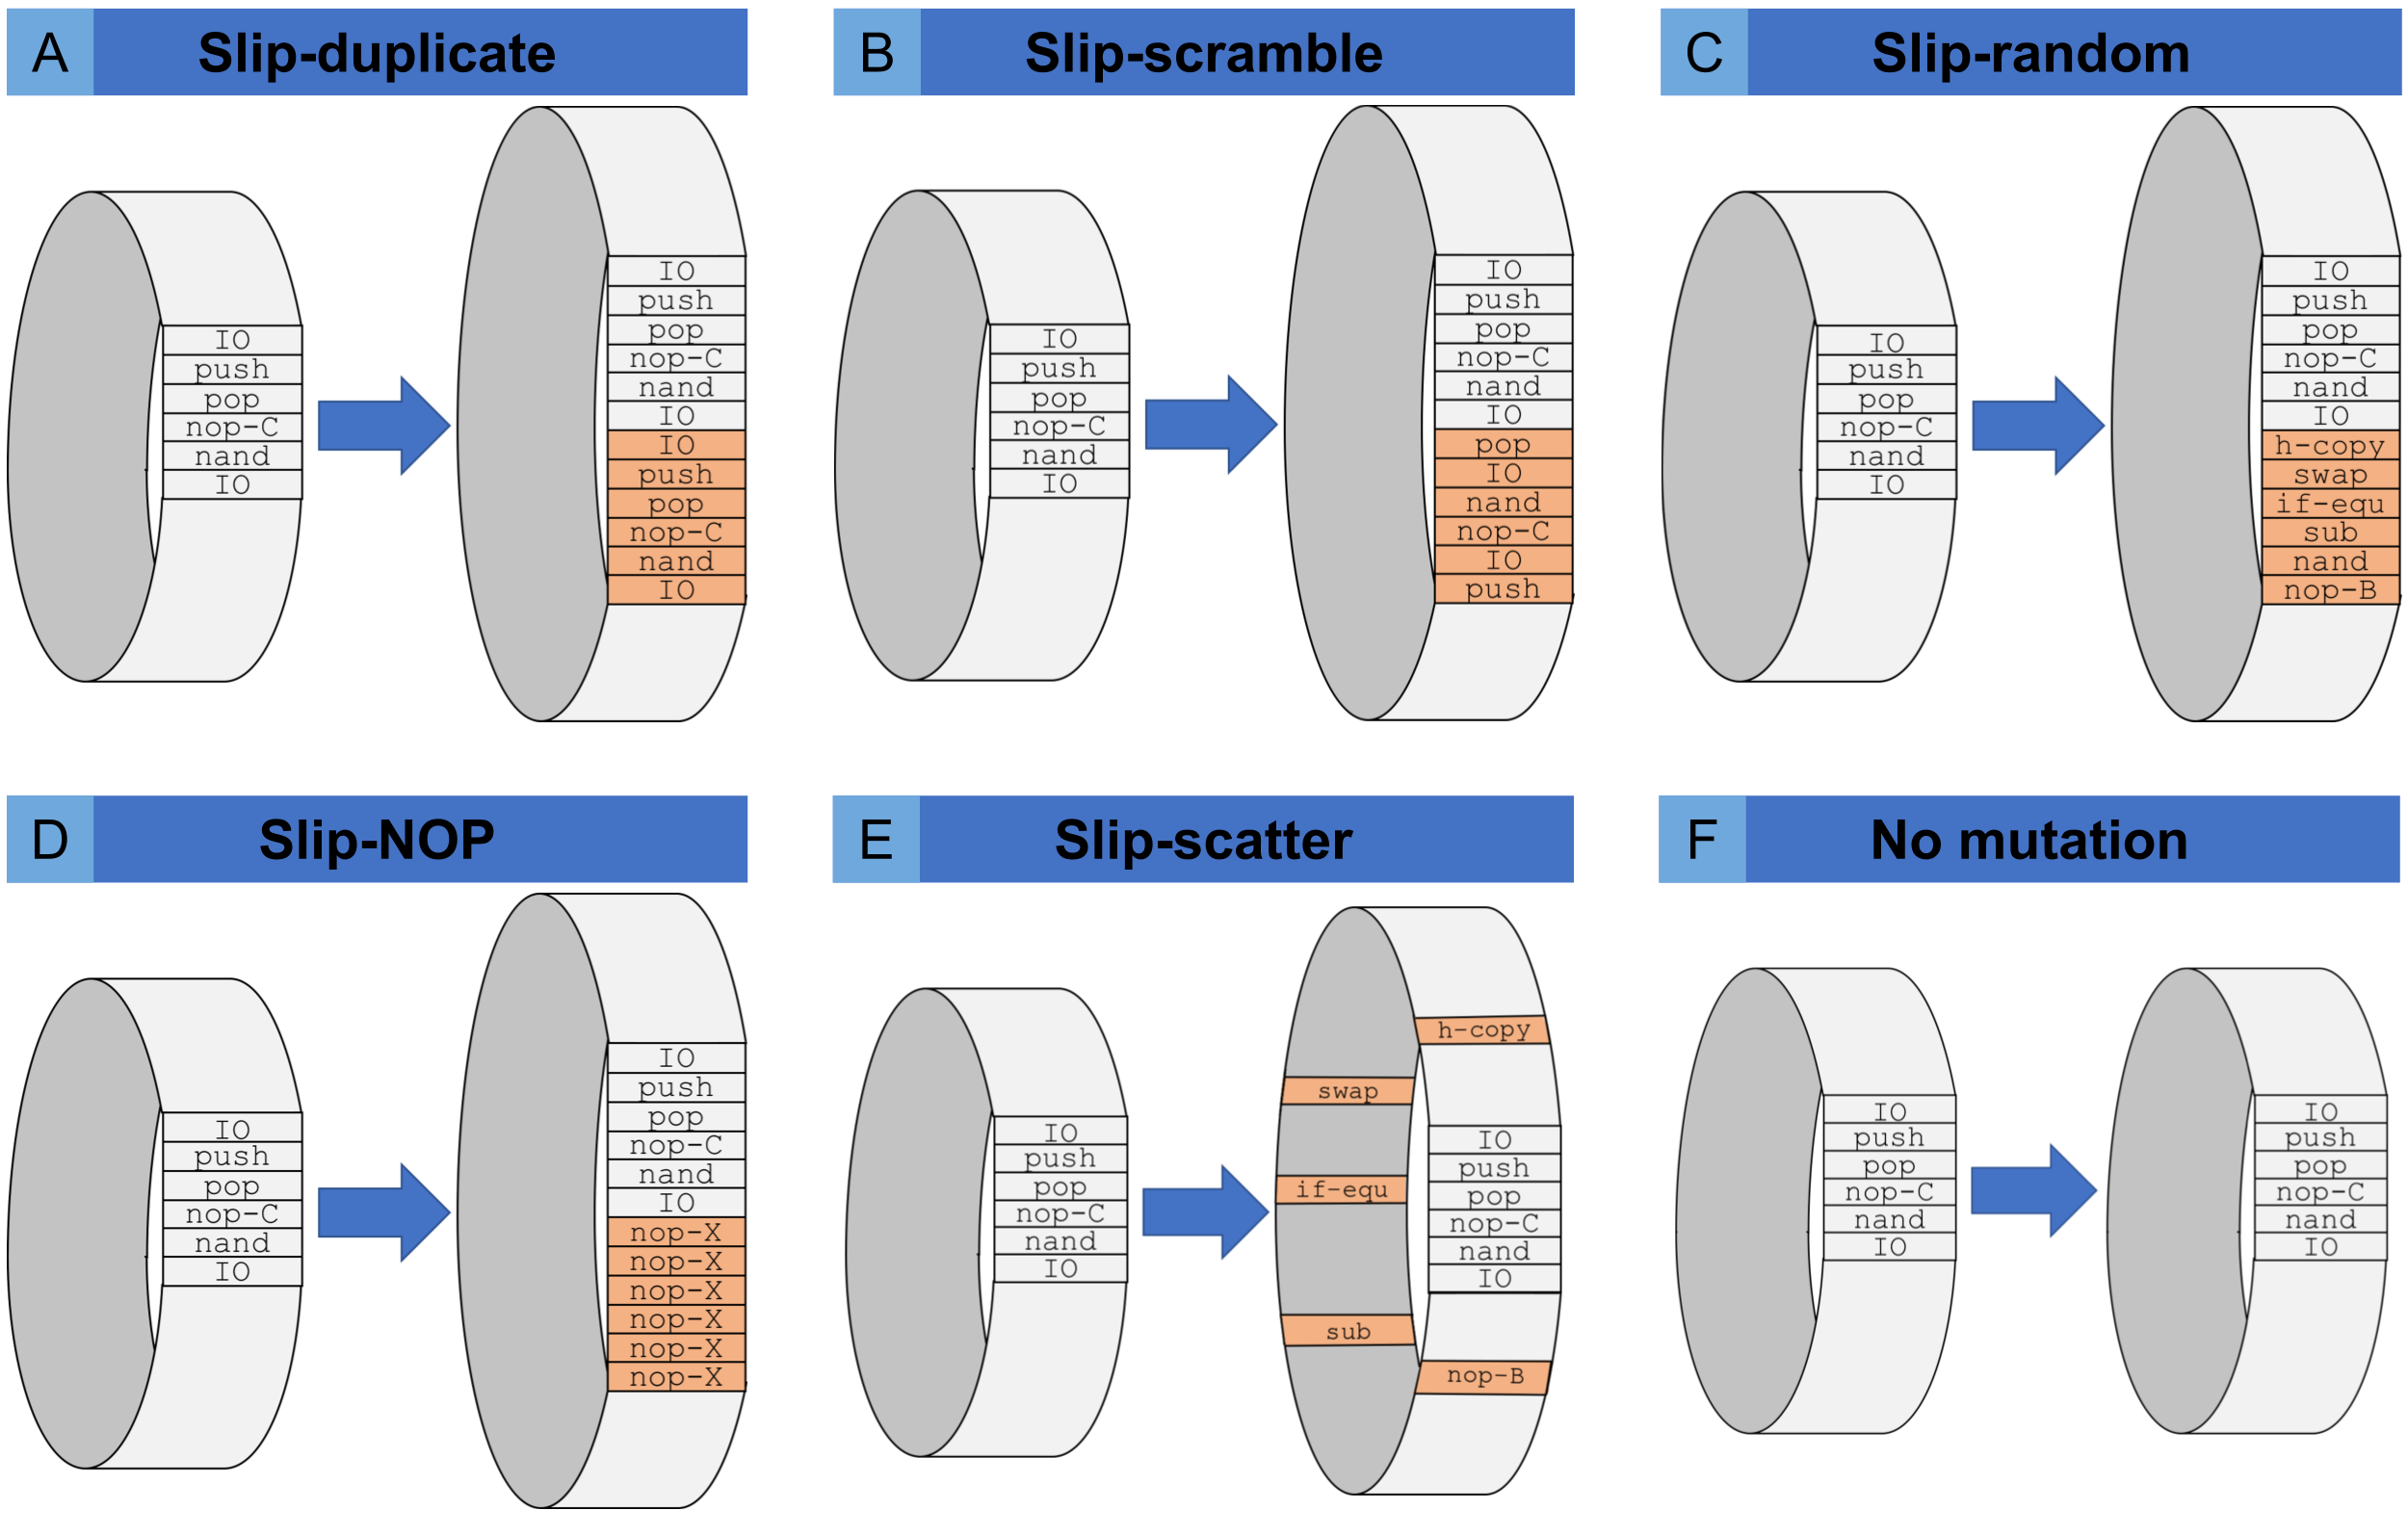 A Slip-duplicate
IO
push
pop
nop-C
nand
IO
IO
push
pop
nop-C
nand
IO
IO
push
pop
nop-C
nand
IO
B Slip-scramble
IO
push
pop
nop-C
nand
IO
IO
push
pop
nop-C
nand
IO
pop
IO
nand
nop-C
IO
push
C Slip-random
IO
push
pop
nop-C
nand
IO
IO
push
pop
nop-C
nand
IO
h-copy
swap
if-equ
sub
nand
nop-B
D Slip-NOP
IO
push
pop
nop-C
nand
IO
IO
push
pop
nop-C
nand
IO
nop-X
nop-X
nop-X
nop-X
nop-X
nop-X
E Slip-scatter
IO
push
pop
nop-C
nand
IO
h-copy
swap
if-equ
sub
IO
push
pop
nop-C
nand
IO
nop-B
F No mutation
IO
push
pop
nop-C
nand
IO
IO
push
pop
nop-C
nand
IO